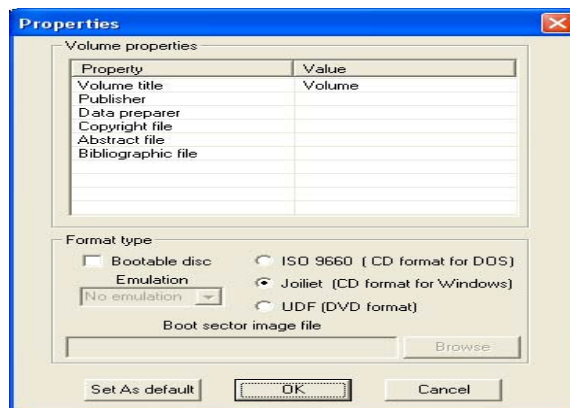 Properties
Volume properties
Property Value
Volume title Volume
Publisher
Data preparer
Copyright file
Abstract file
Bibliographic file
Format type
Bootable disc
ISO 9660 ( CD format for DOS)
Emulation
Joiliet (CD format for Windows)
No emulation
UDF (DVD format)
Boot sector image file
Browse
Set As default OK Cancel